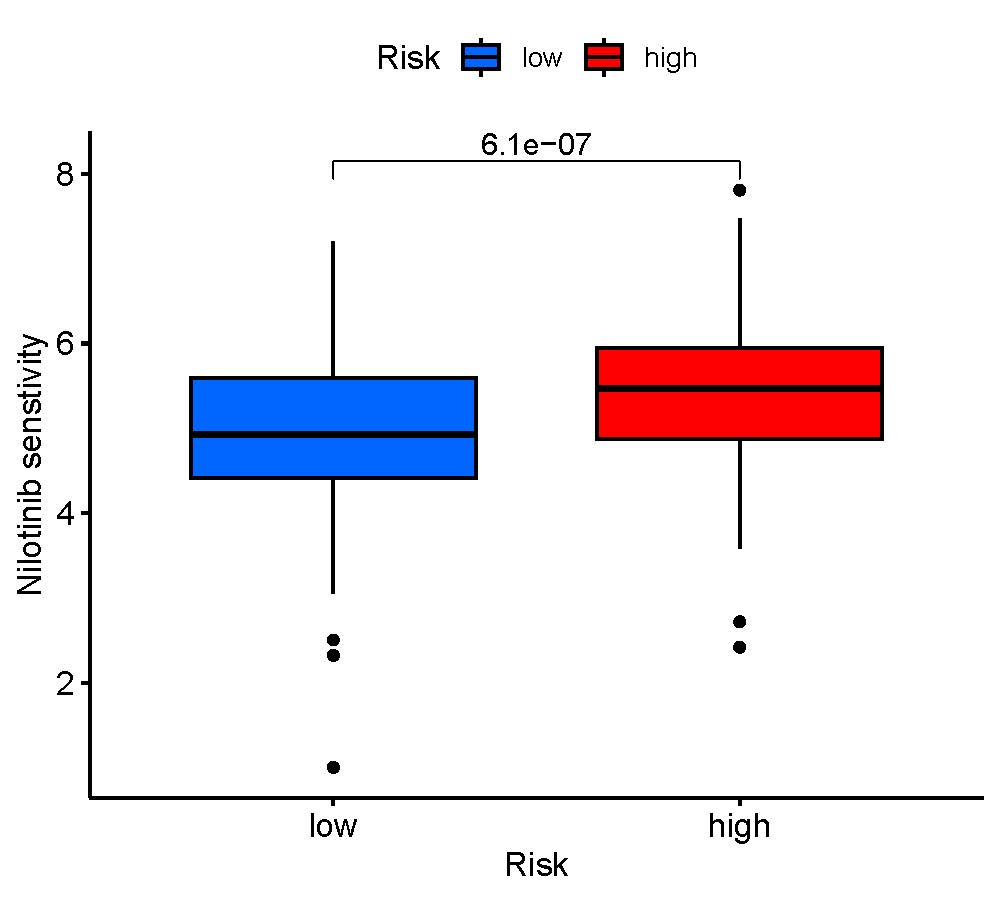 Risk low high
6.1e−07
8
6
4
2
Nilotinib senstivity
low high
Risk